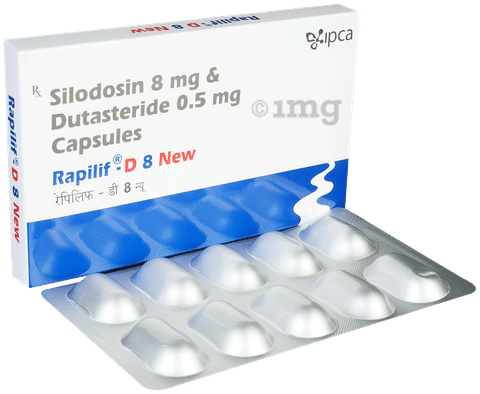 ipca
℞ Silodosin 8 mg &
Dutasteride 0.5 mg
Capsules
Rapilif®-D 8 New
रेपिलिफ - डी 8 न्यू
Rapilif®-D 8 New
©1mg